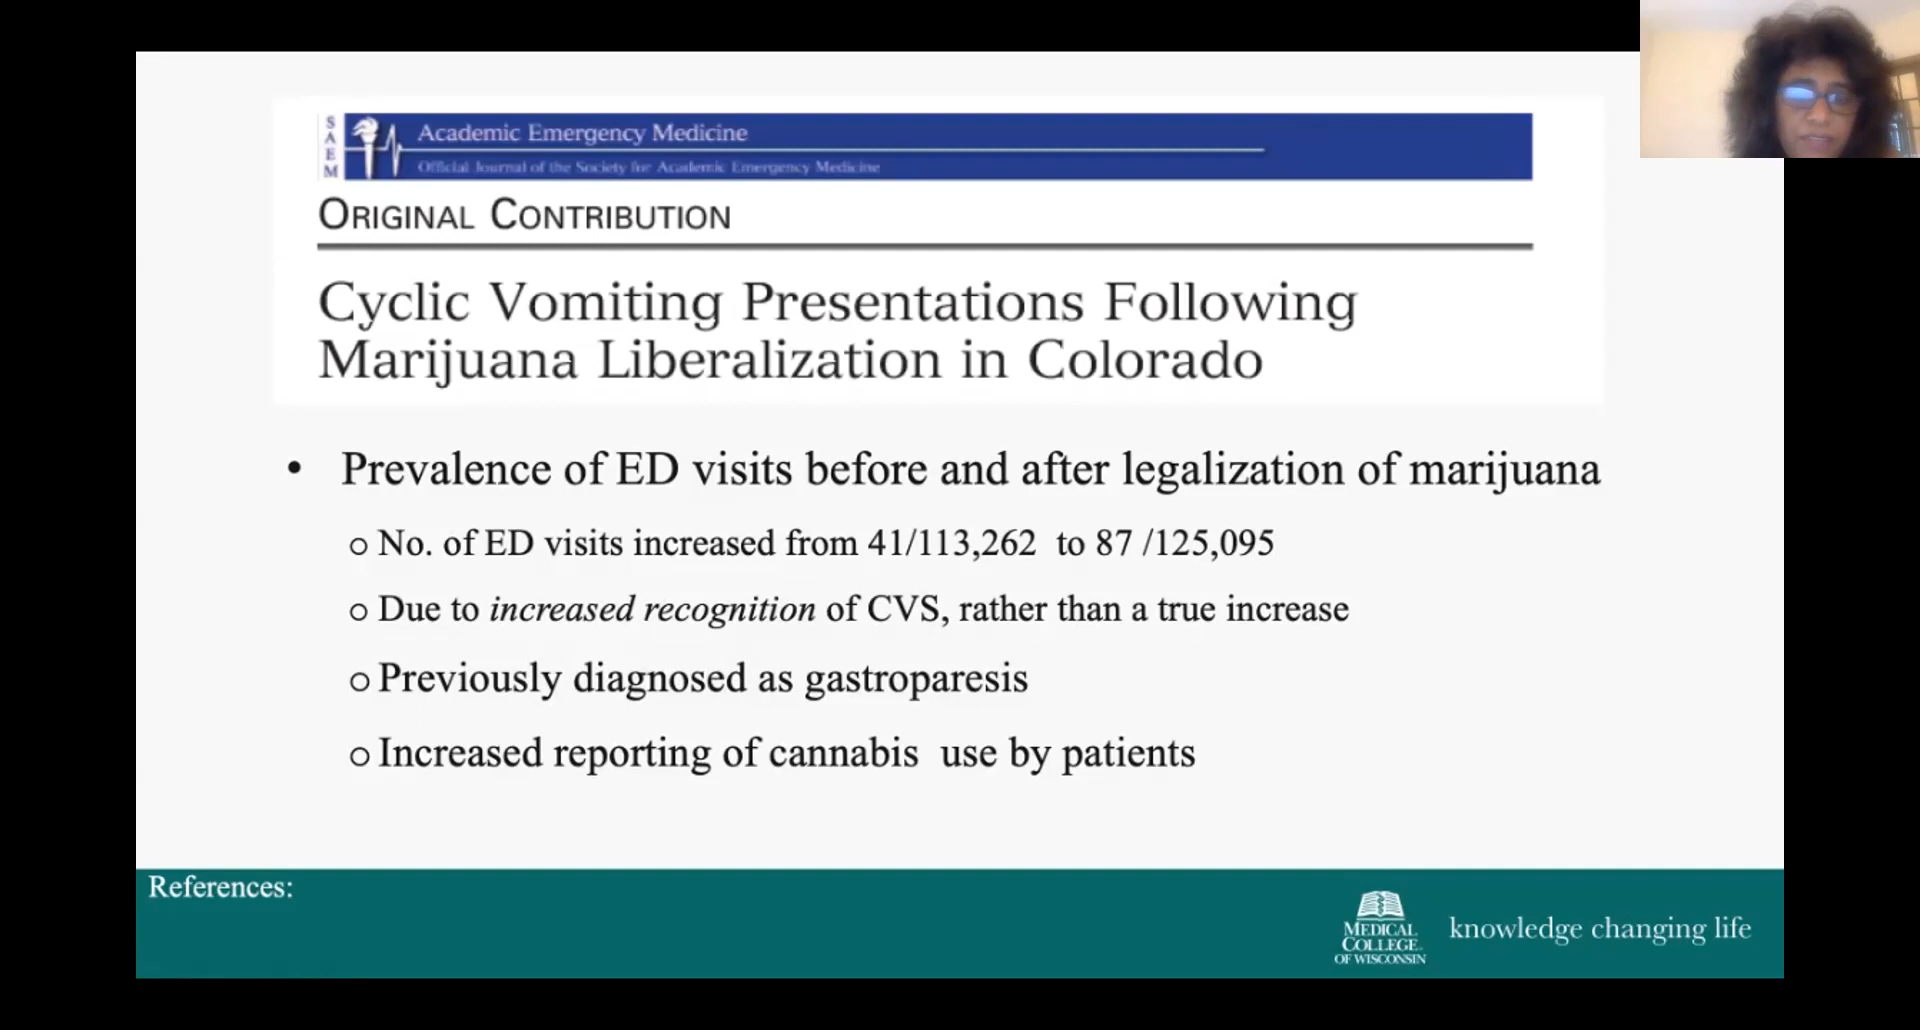 SAEM
Academic Emergency Medicine
Official Journal of the Society for Academic Emergency Medicine
ORIGINAL CONTRIBUTION
Cyclic Vomiting Presentations Following
Marijuana Liberalization in Colorado
• Prevalence of ED visits before and after legalization of marijuana
o No. of ED visits increased from 41/113,262 to 87 /125,095
o Due to increased recognition of CVS, rather than a true increase
o Previously diagnosed as gastroparesis
o Increased reporting of cannabis use by patients
References:
MEDICAL
COLLEGE
OF WISCONSIN
knowledge changing life